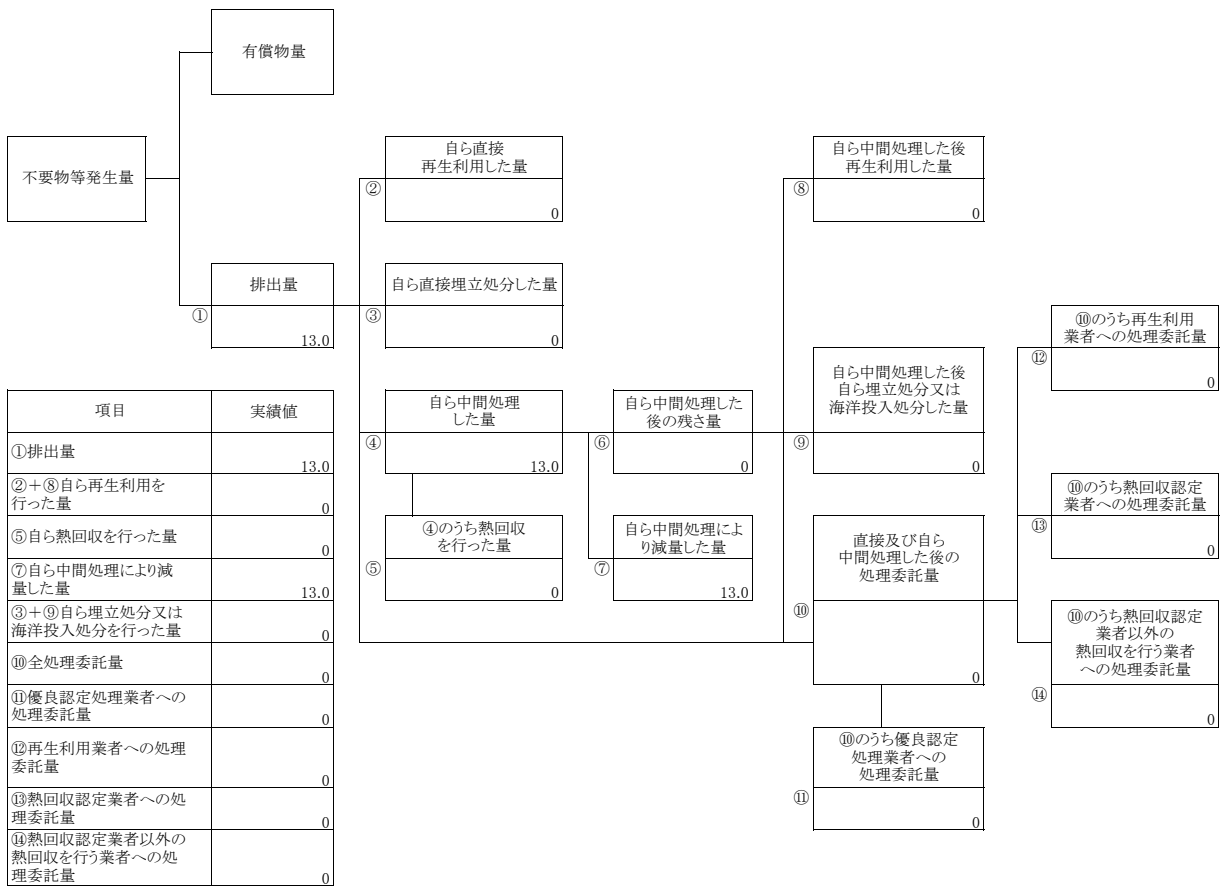 有償物量
不要物等発生量
自ら直接
再生利用した量
②
0
自ら中間処理した後
再生利用した量
⑧
0
排出量
①
13.0
自ら直接埋立処分した量
③
0
自ら中間処理
した量
④
13.0
自ら中間処理した
後の残さ量
⑥
0
自ら中間処理した後
自ら埋立処分又は
海洋投入処分した量
⑨
0
⑩のうち再生利用
業者への処理委託量
⑫
0
④のうち熱回収
を行った量
⑤
0
自ら中間処理によ
り減量した量
⑦
13.0
直接及び自ら
中間処理した後の
処理委託量
⑩
0
⑩のうち熱回収認定
業者への処理委託量
⑬
0
⑩のうち熱回収認定
業者以外の
熱回収を行う業者
への処理委託量
⑭
0
⑩のうち優良認定
処理業者への
処理委託量
⑪
0
項目 実績値
①排出量
13.0
②+⑧自ら再生利用を
行った量
0
⑤自ら熱回収を行った量
0
⑦自ら中間処理により減
量した量
13.0
③+⑨自ら埋立処分又は
海洋投入処分を行った量
0
⑩全処理委託量
0
⑪優良認定処理業者への
処理委託量
0
⑫再生利用業者への処理
委託量
0
⑬熱回収認定業者への処
理委託量
0
⑭熱回収認定業者以外の
熱回収を行う業者への処
理委託量
0